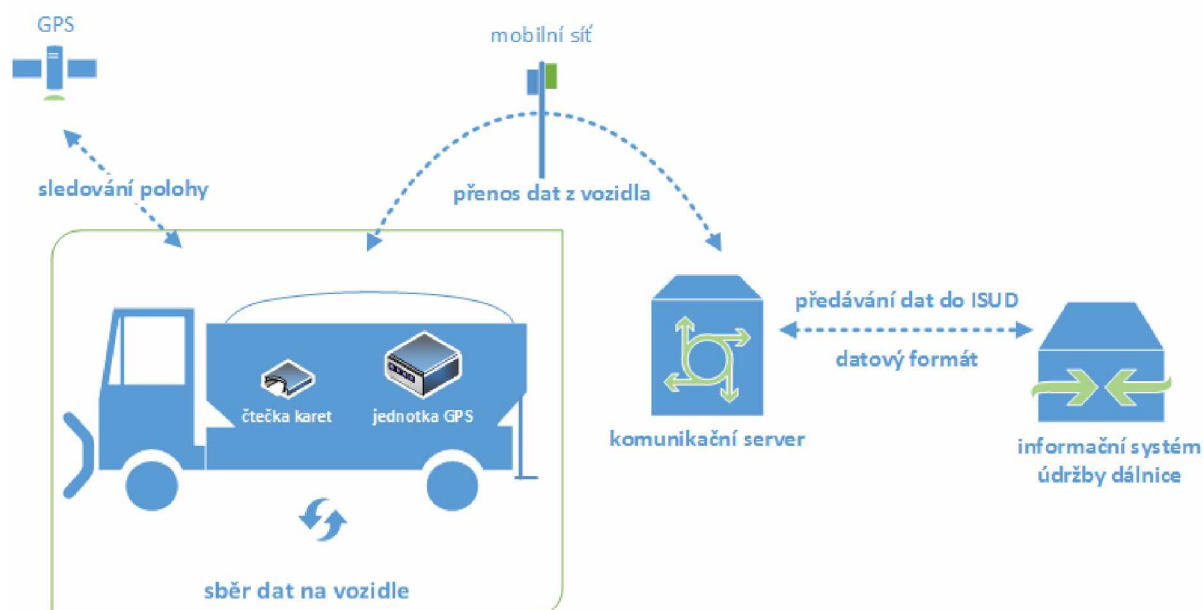 GPS
mobilní síť
sledování polohy
přenos dat z vozidla
předávání dat do ISUD
datový formát
čtečka karet
jednotka GPS
komunikační server
informační systém
údržby dálnice
sběr dat na vozidle